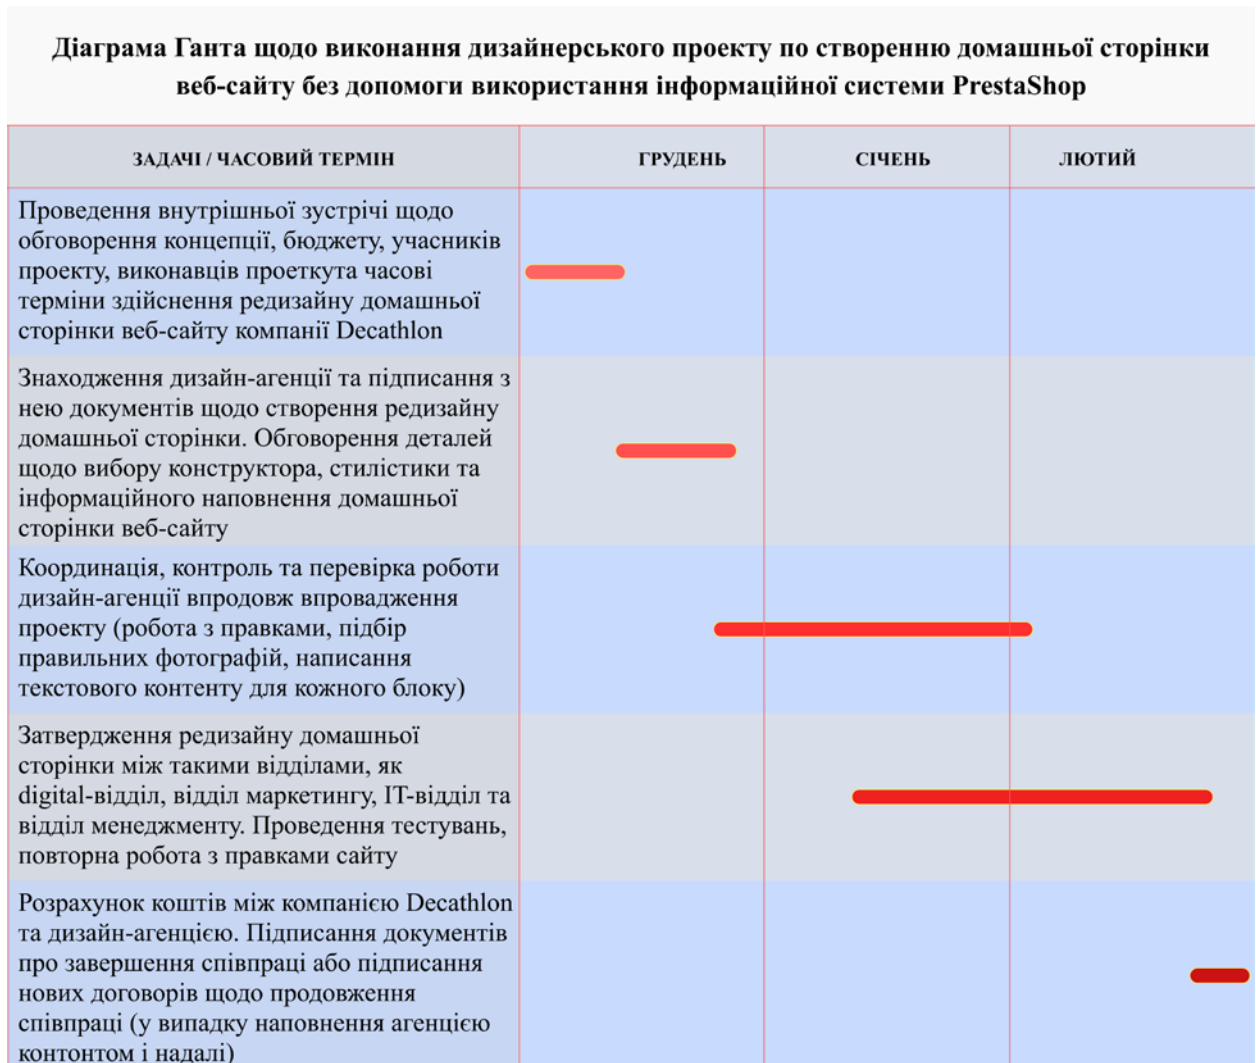 Діаграма Ганта щодо виконання дизайнерського проекту по створенню домашньої сторінки
веб-сайту без допомоги використання інформаційної системи PrestaShop
ЗАДАЧІ / ЧАСОВИЙ ТЕРМІН
ГРУДЕНЬ
СІЧЕНЬ
ЛЮТИЙ
Проведення внутрішньої зустрічі щодо
обговорення концепції, бюджету, учасників
проекту, виконавців проеткута часові
терміни здійснення редизайну домашньої
сторінки веб-сайту компанії Decathlon
Знаходження дизайн-агенції та підписання з
нею документів щодо створення редизайну
домашньої сторінки. Обговорення деталей
щодо вибору конструктора, стилістики та
інформаційного наповнення домашньої
сторінки веб-сайту
Координація, контроль та перевірка роботи
дизайн-агенції впродовж впровадження
проекту (робота з правками, підбір
правильних фотографій, написання
текстового контенту для кожного блоку)
Затвердження редизайну домашньої
сторінки між такими відділами, як
digital-відділ, відділ маркетингу, ІТ-відділ та
відділ менеджменту. Проведення тестувань,
повторна робота з правками сайту
Розрахунок коштів між компанією Decathlon
та дизайн-агенцією. Підписання документів
про завершення співпраці або підписання
нових договорів щодо продовження
співпраці (у випадку наповнення агенцією
контонтом і надалі)